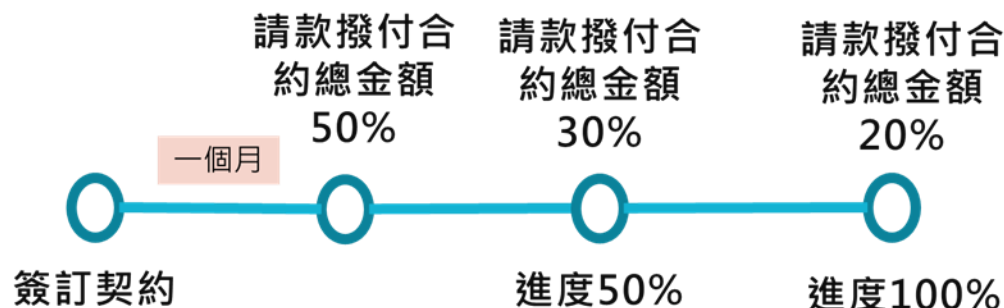 請款撥付合
約總金額
50%
請款撥付合
約總金額
30%
請款撥付合
約總金額
20%
一個月
簽訂契約
進度50%
進度100%